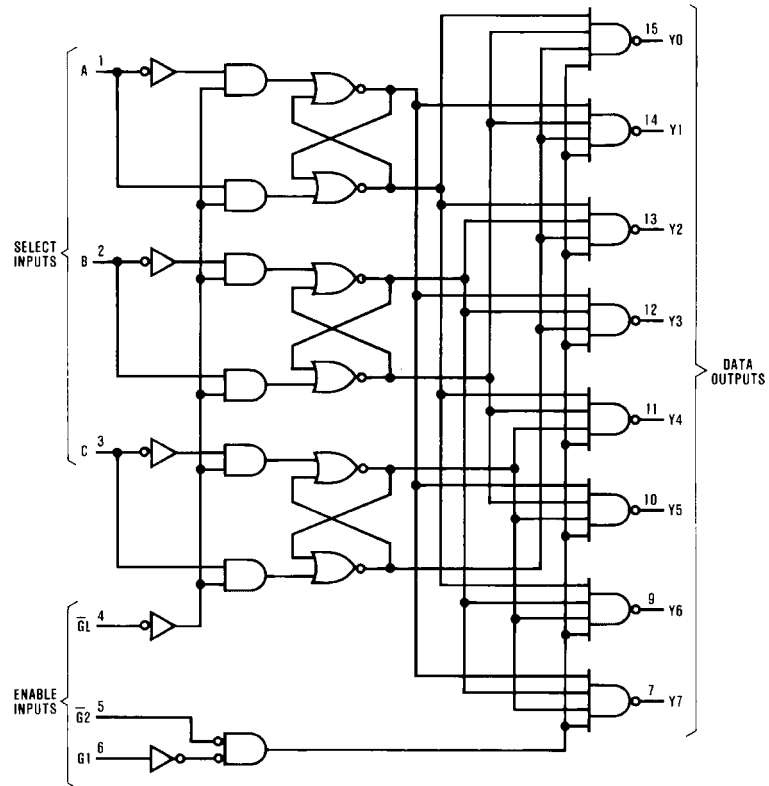 15
Y0
A 1
14
Y1
13
Y2
SELECT
INPUTS
B 2
12
Y3
DATA
OUTPUTS
11
Y4
C 3
10
Y5
9
Y6
G̅L̅ 4
ENABLE
INPUTS
7
Y7
G̅2̅ 5
G1 6